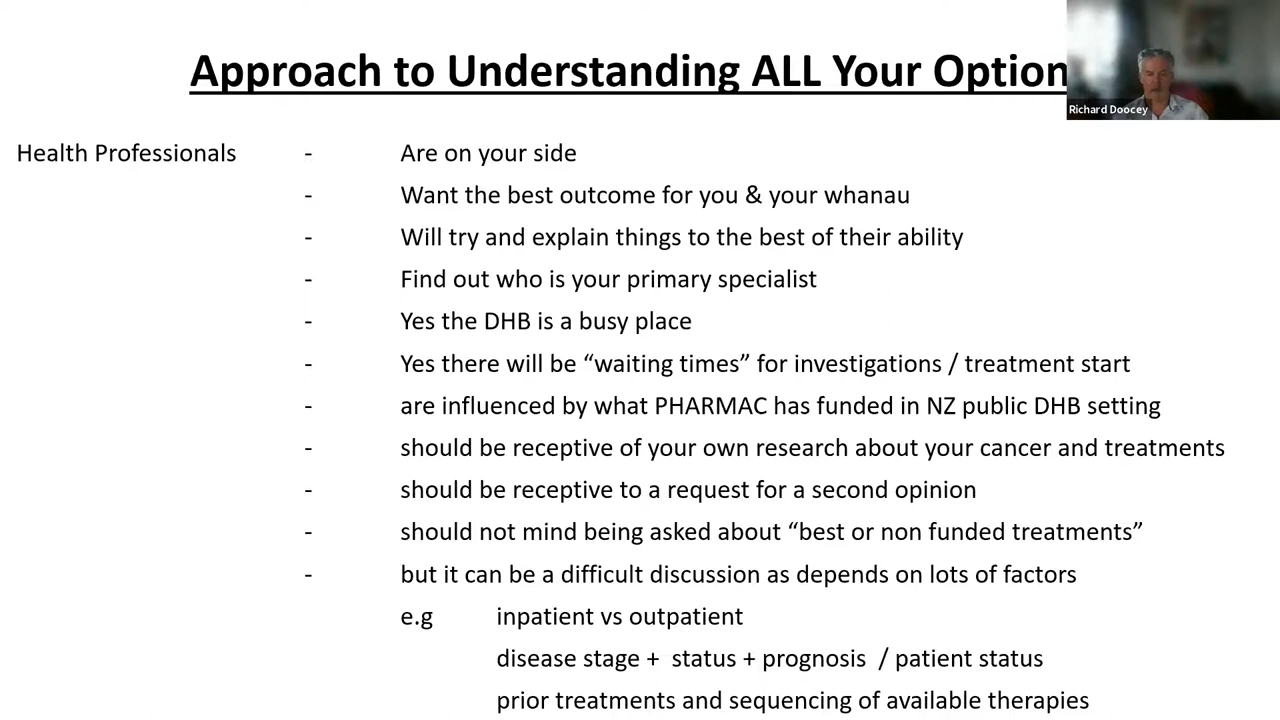 Approach to Understanding ALL Your Option
Richard Doocey
Health Professionals - Are on your side
- Want the best outcome for you & your whanau
- Will try and explain things to the best of their ability
- Find out who is your primary specialist
- Yes the DHB is a busy place
- Yes there will be “waiting times” for investigations / treatment start
- are influenced by what PHARMAC has funded in NZ public DHB setting
- should be receptive of your own research about your cancer and treatments
- should be receptive to a request for a second opinion
- should not mind being asked about “best or non funded treatments”
- but it can be a difficult discussion as depends on lots of factors
e.g inpatient vs outpatient
disease stage + status + prognosis / patient status
prior treatments and sequencing of available therapies